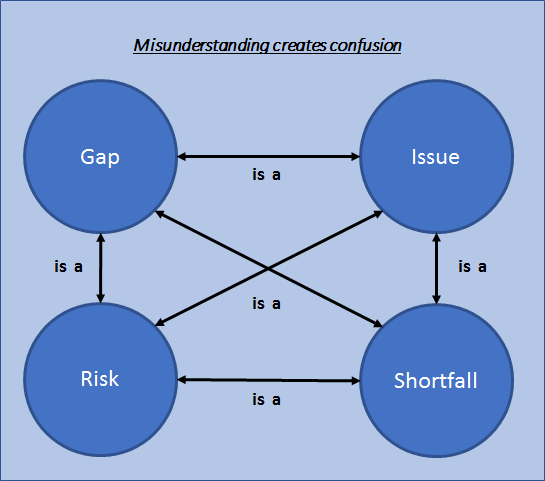 Misunderstanding creates confusion
Gap
Issue
is a
is a
is a
is a
Risk
Shortfall
is a